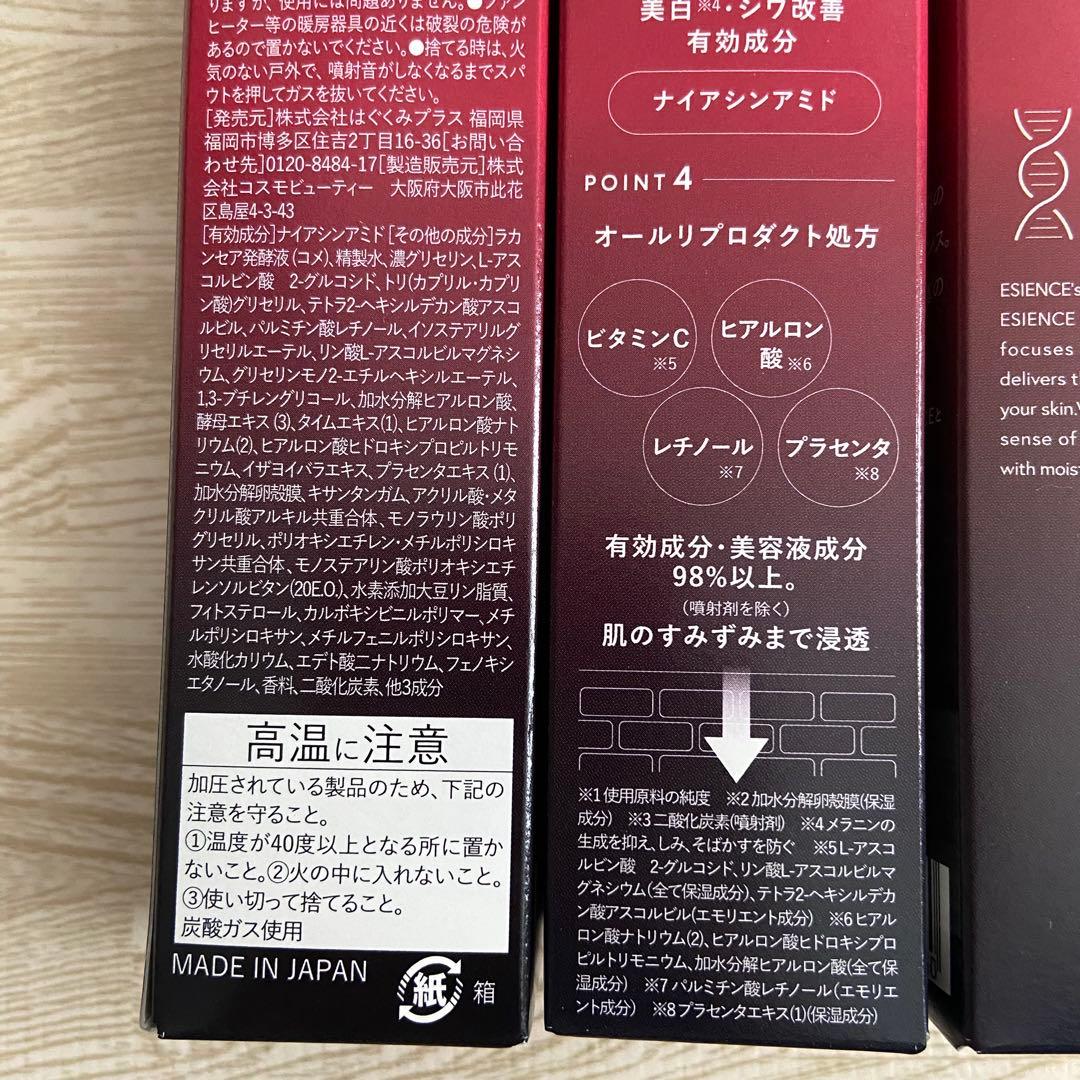 りますが、使用には問題ありません。●ファン
ヒーター等の暖房器具の近くは破裂の危険が
あるので置かないでください。●捨てる時は、火
気のない戸外で、噴射音がしなくなるまでスパ
ウトを押してガスを抜いてください。
[発売元]株式会社はぐくみプラス 福岡県
福岡市博多区住吉2丁目16-36[お問い合
わせ先]0120-8484-17[製造販売元]株式
会社コスモビューティー 大阪府大阪市此花
区島屋4-3-43
[有効成分]ナイアシンアミド[その他の成分]ラカ
ンセア発酵液(コメ)、精製水、濃グリセリン、L-アス
コルビン酸 2-グルコシド、トリ(カプリル・カプリ
ン酸)グリセリル、テトラ2-ヘキシルデカン酸アスコ
ルビル、パルミチン酸レチノール、イソステアリルグ
リセリルエーテル、リン酸L-アスコルビルマグネシ
ウム、グリセリンモノ2-エチルヘキシルエーテル、
1,3-ブチレングリコール、加水分解ヒアルロン酸、
酵母エキス(3)、タイムエキス(1)、ヒアルロン酸ナト
リウム(2)、ヒアルロン酸ヒドロキシプロピルトリモ
ニウム、イザヨイバラエキス、プラセンタエキス(1)、
加水分解卵殻膜、キサンタンガム、アクリル酸・メタ
クリル酸アルキル共重合体、モノラウリン酸ポリ
グリセリル、ポリオキシエチレン・メチルポリシロキ
サン共重合体、モノステアリン酸ポリオキシエチ
レンソルビタン(20E.O.)、水素添加大豆リン脂質、
フィトステロール、カルボキシビニルポリマー、メチ
ルポリシロキサン、メチルフェニルポリシロキサン、
水酸化カリウム、エデト酸二ナトリウム、フェノキシ
エタノール、香料、二酸化炭素、他3成分
高温に注意
加圧されている製品のため、下記の
注意を守ること。
①温度が40度以上となる所に置か
ないこと。②火の中に入れないこと。
③使い切って捨てること。
炭酸ガス使用
MADE IN JAPAN
紙 箱
美白※4・シワ改善
有効成分
ナイアシンアミド
POINT 4
オールリプロダクト処方
ビタミンC
※5
ヒアルロン
酸※6
レチノール
※7
プラセンタ
※8
有効成分・美容液成分
98%以上。
(噴射剤を除く)
肌のすみずみまで浸透
※1 使用原料の純度 ※2 加水分解卵殻膜(保湿
成分) ※3 二酸化炭素(噴射剤) ※4 メラニンの
生成を抑え、しみ、そばかすを防ぐ ※5 L-アスコ
ルビン酸 2-グルコシド、リン酸L-アスコルビルマ
グネシウム(全て保湿成分)、テトラ2-ヘキシルデカ
ン酸アスコルビル(エモリエント成分) ※6 ヒアル
ロン酸ナトリウム(2)、ヒアルロン酸ヒドロキシプロ
ピルトリモニウム、加水分解ヒアルロン酸(全て保
湿成分) ※7 パルミチン酸レチノール(エモリエ
ント成分) ※8 プラセンタエキス(1)(保湿成分)
ESIENCE's
ESIENCE
focuses
delivers
your skin.
sense of
with